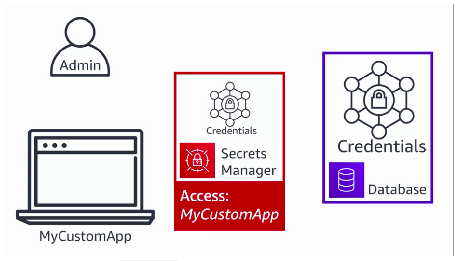 Admin
MyCustomApp
Credentials
Secrets
Manager
Access:
MyCustomApp
Credentials
Database